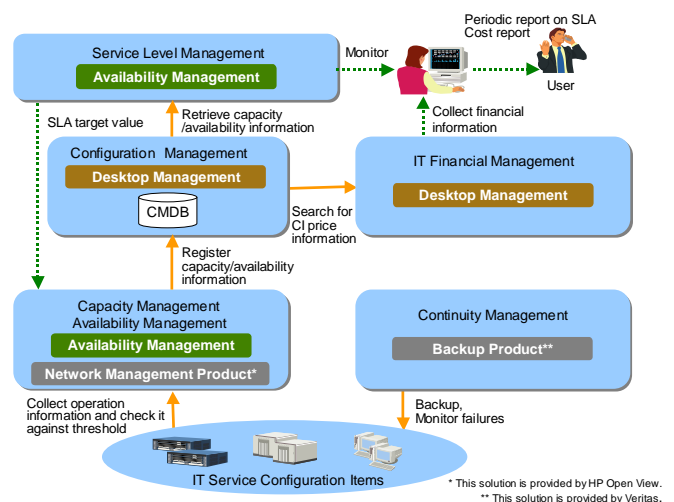 Service Level Management
Availability Management
Monitor
Periodic report on SLA
Cost report
User
SLA target value
Retrieve capacity
/availability information
Collect financial
information
Configuration Management
Desktop Management
CMDB
Search for
CI price
information
IT Financial Management
Desktop Management
Register
capacity/availability
information
Capacity Management
Availability Management
Availability Management
Network Management Product*
Continuity Management
Backup Product**
Collect operation
information and check it
against threshold
Backup,
Monitor failures
IT Service Configuration Items
* This solution is provided by HP Open View.
** This solution is provided by Veritas.